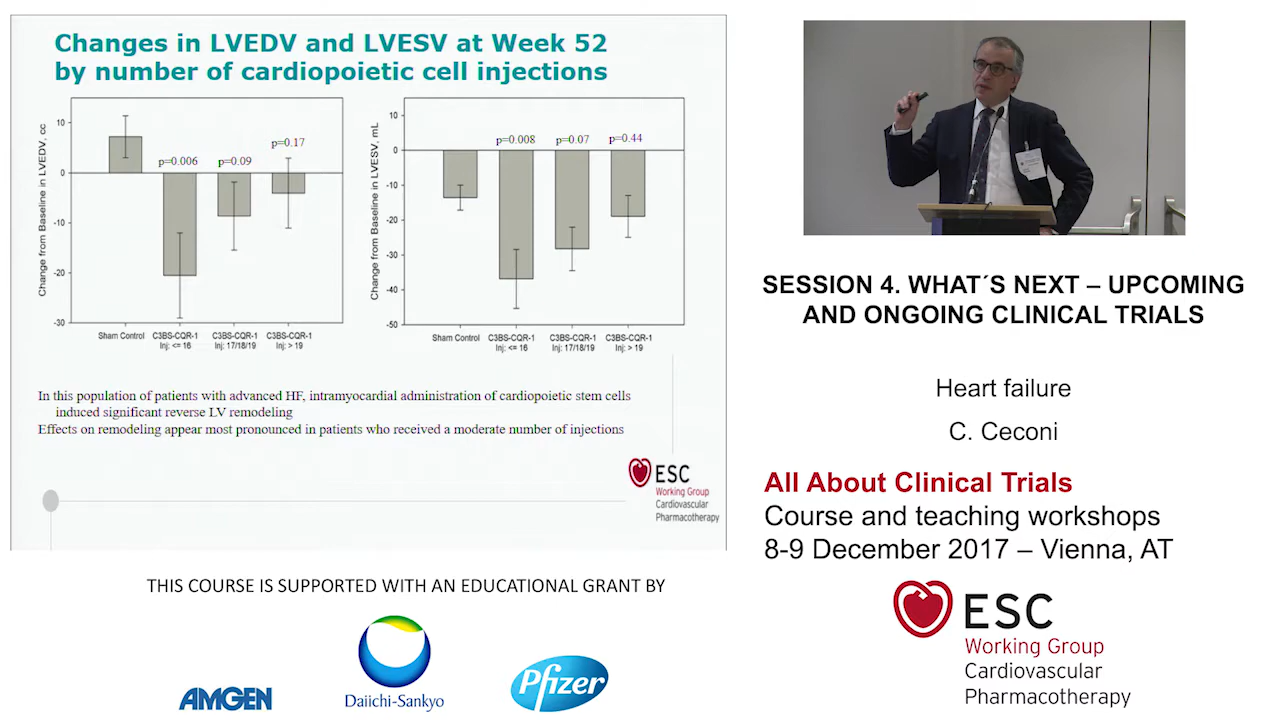 Changes in LVEDV and LVESV at Week 52
by number of cardiopoietic cell injections
Change from Baseline in LVEDV, cc
10
0
-10
-20
-30
p=0.006
p=0.09
p=0.17
Sham Control
C3BS-CQR-1
Inj: <= 16
C3BS-CQR-1
Inj: 17/18/19
C3BS-CQR-1
Inj: > 19
Change from Baseline in LVESV, mL
10
0
-10
-20
-30
-40
-50
p=0.008
p=0.07
p=0.44
Sham Control
C3BS-CQR-1
Inj: <= 16
C3BS-CQR-1
Inj: 17/18/19
C3BS-CQR-1
Inj: > 19
In this population of patients with advanced HF, intramyocardial administration of cardiopoietic stem cells
induced significant reverse LV remodeling
Effects on remodeling appear most pronounced in patients who received a moderate number of injections
ESC
Working Group
Cardiovascular
Pharmacotherapy
SESSION 4. WHAT´S NEXT – UPCOMING
AND ONGOING CLINICAL TRIALS
Heart failure
C. Ceconi
All About Clinical Trials
Course and teaching workshops
8-9 December 2017 – Vienna, AT
ESC
Working Group
Cardiovascular
Pharmacotherapy
THIS COURSE IS SUPPORTED WITH AN EDUCATIONAL GRANT BY
AMGEN
Daiichi-Sankyo
Pfizer